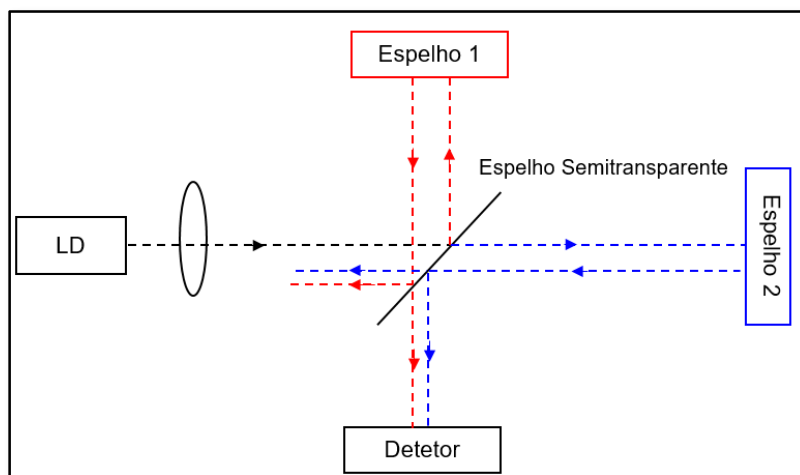 Espelho 1
Espelho Semitransparente
LD
Espelho 2
Detetor